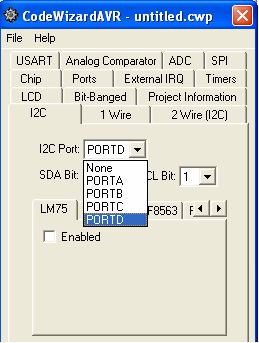 CodeWizardAVR - untitled.cwp
File Help
USART Analog Comparator ADC SPI
Chip Ports External IRQ Timers
LCD Bit-Banged Project Information
I2C 1 Wire 2 Wire (I2C)
I2C Port: PORTD
None
PORTA
PORTB
PORTC
PORTD
SDA Bit: CL Bit: 1
LM75 F8563
Enabled